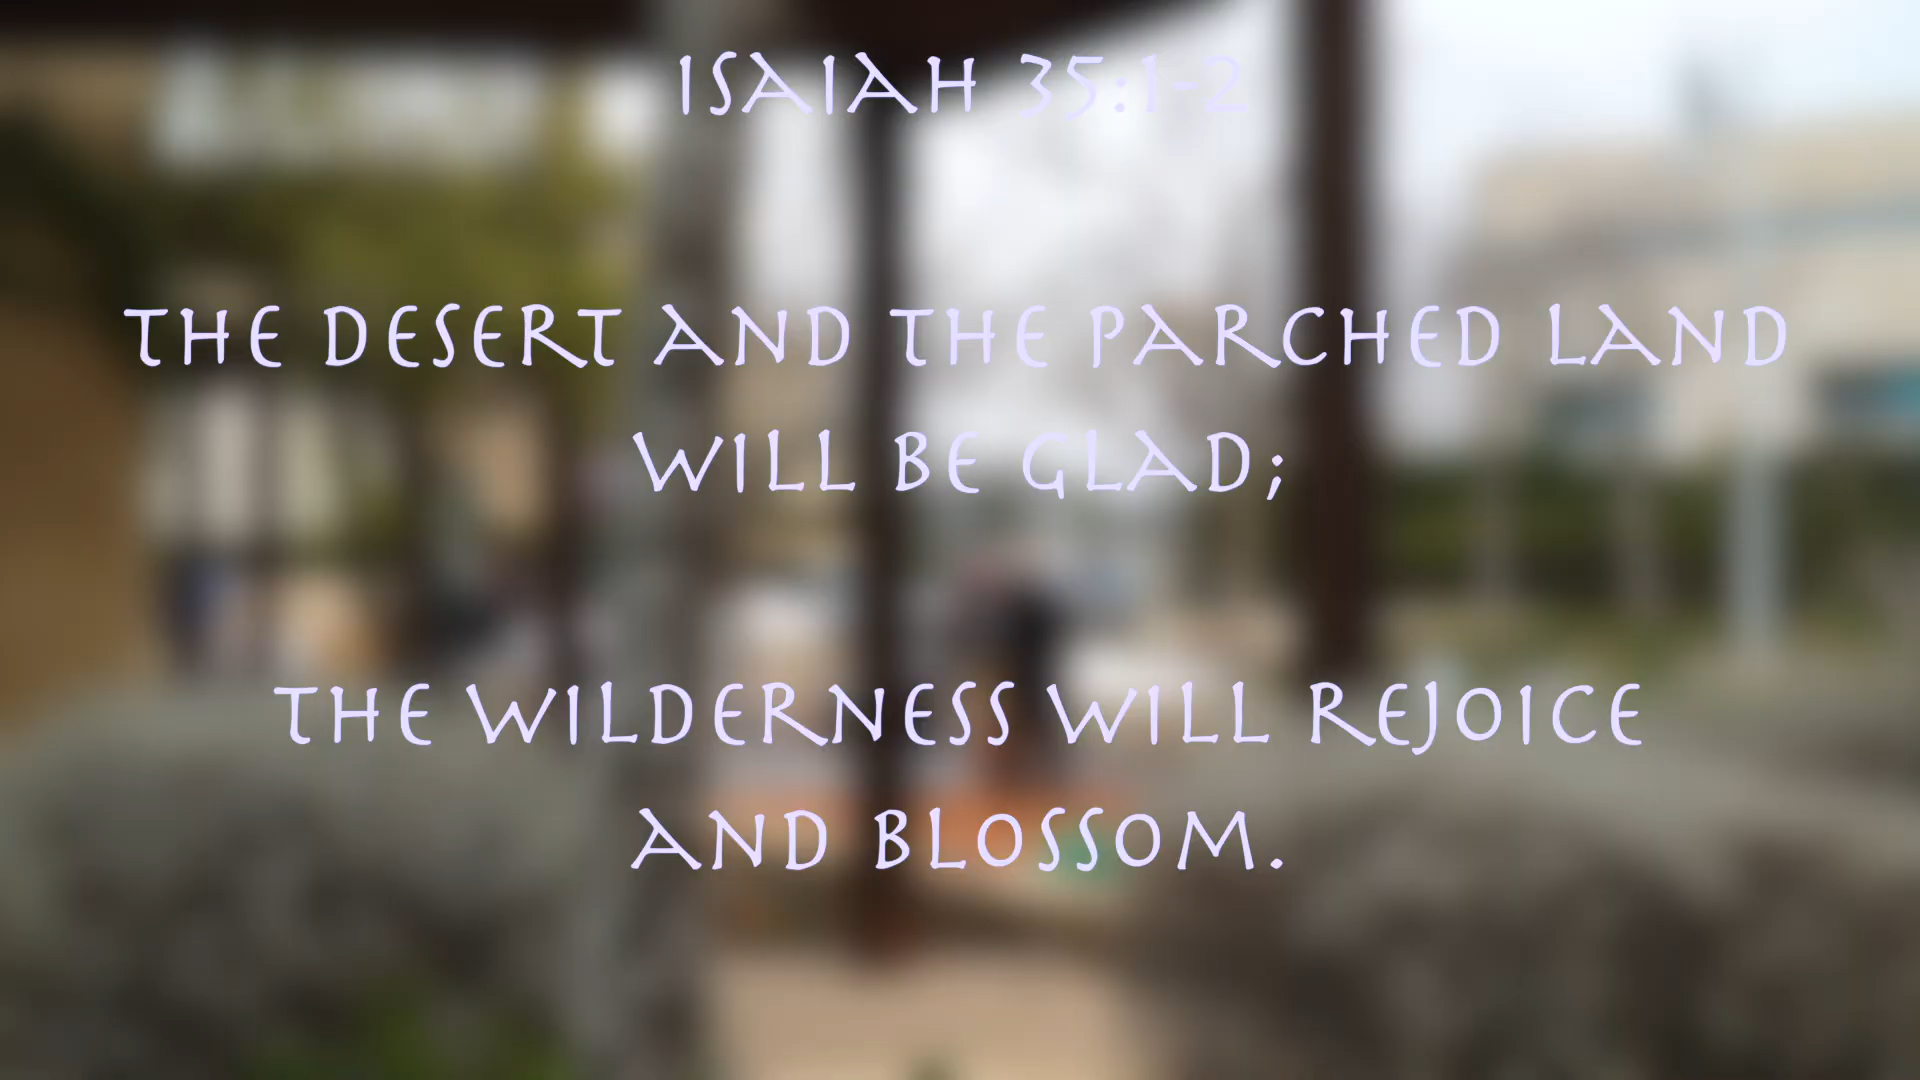 ISAIAH 35:1-2
THE DESERT AND THE PARCHED LAND
WILL BE GLAD;
THE WILDERNESS WILL REJOICE
AND BLOSSOM.